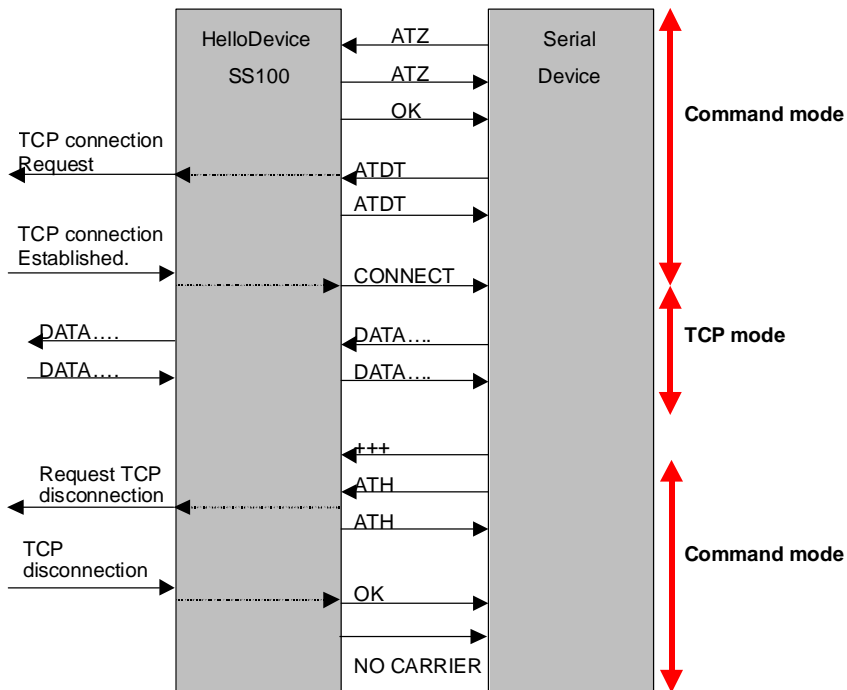 HelloDevice
SS100
Serial
Device
ATZ
ATZ
OK
Command mode
TCP connection
Request
ATDT
ATDT
TCP connection
Established.
CONNECT
DATA....
DATA....
TCP mode
DATA....
DATA....
+++
Request TCP
disconnection
ATH
ATH
Command mode
TCP
disconnection
OK
NO CARRIER